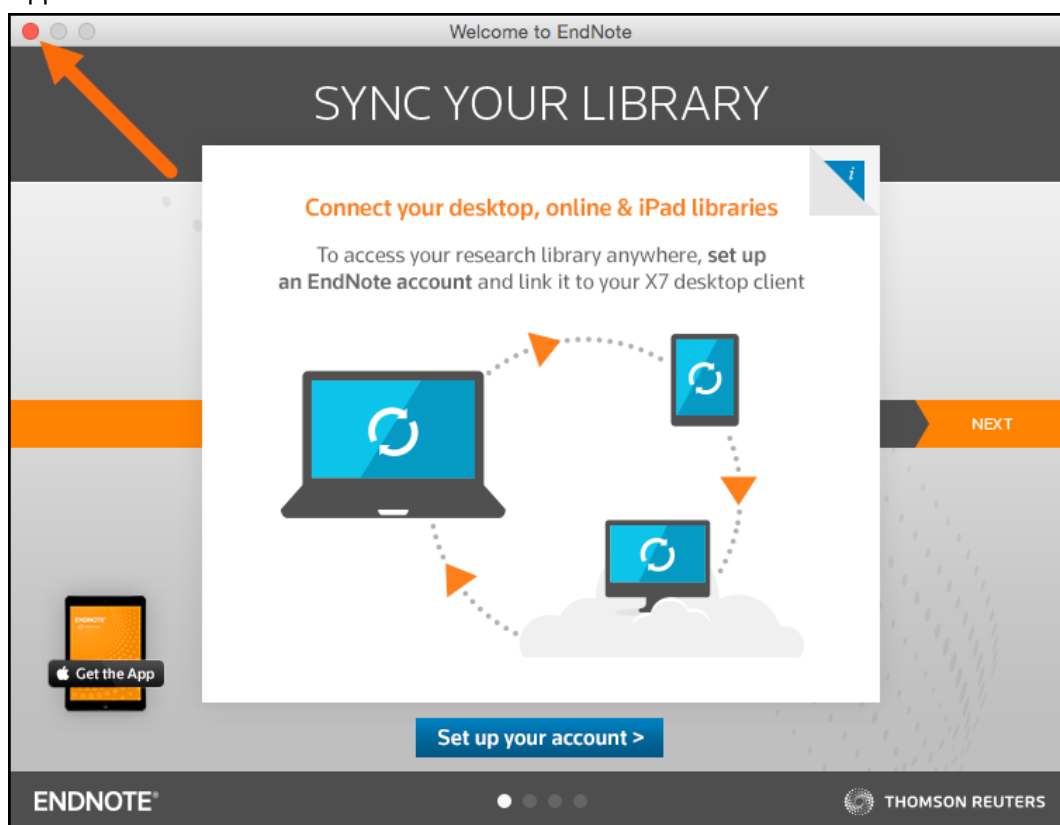 Welcome to EndNote
SYNC YOUR LIBRARY
i
Connect your desktop, online & iPad libraries
To access your research library anywhere, set up
an EndNote account and link it to your X7 desktop client
NEXT
ENDNOTE
Get the App
Set up your account >
ENDNOTE®
THOMSON REUTERS